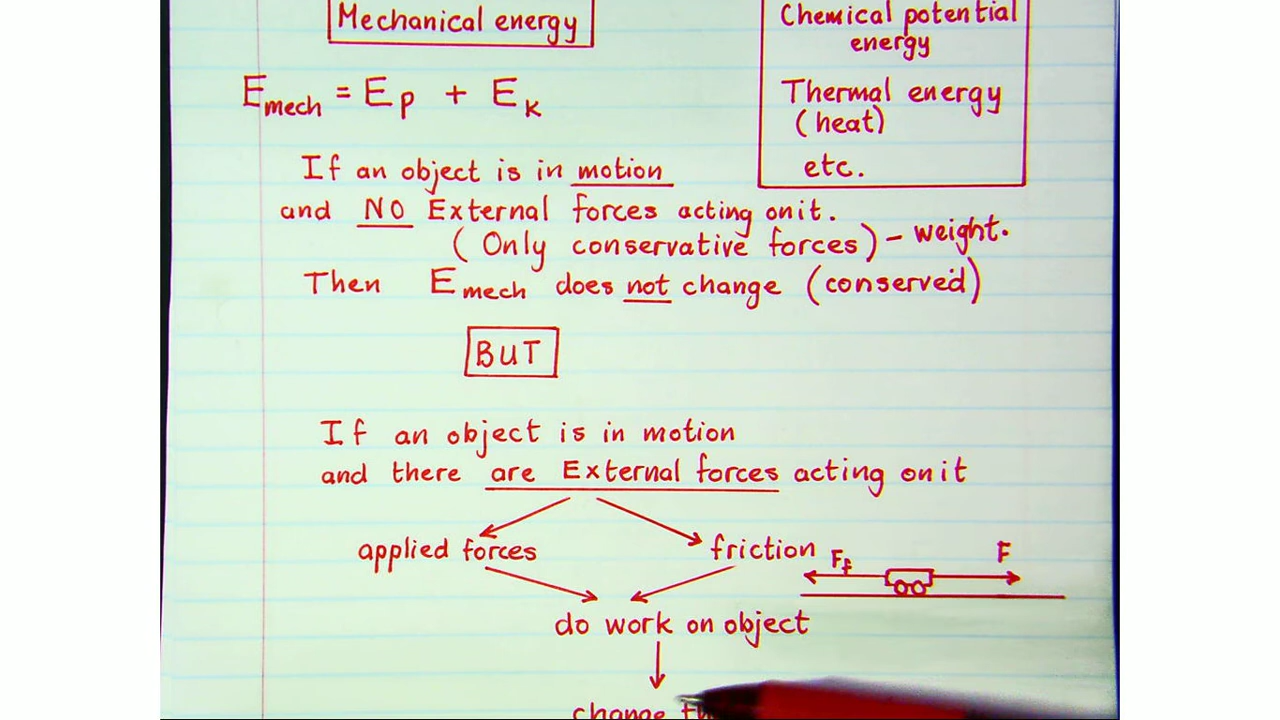 Mechanical energy
Chemical potential
energy
Thermal energy
(heat)
etc.
Emech = Ep + Ek
If an object is in motion
and NO External forces acting on it.
(Only conservative forces) - weight.
Then Emech does not change (conserved)
BUT
If an object is in motion
and there are External forces acting on it
applied forces
friction
Ff
F
do work on object
change